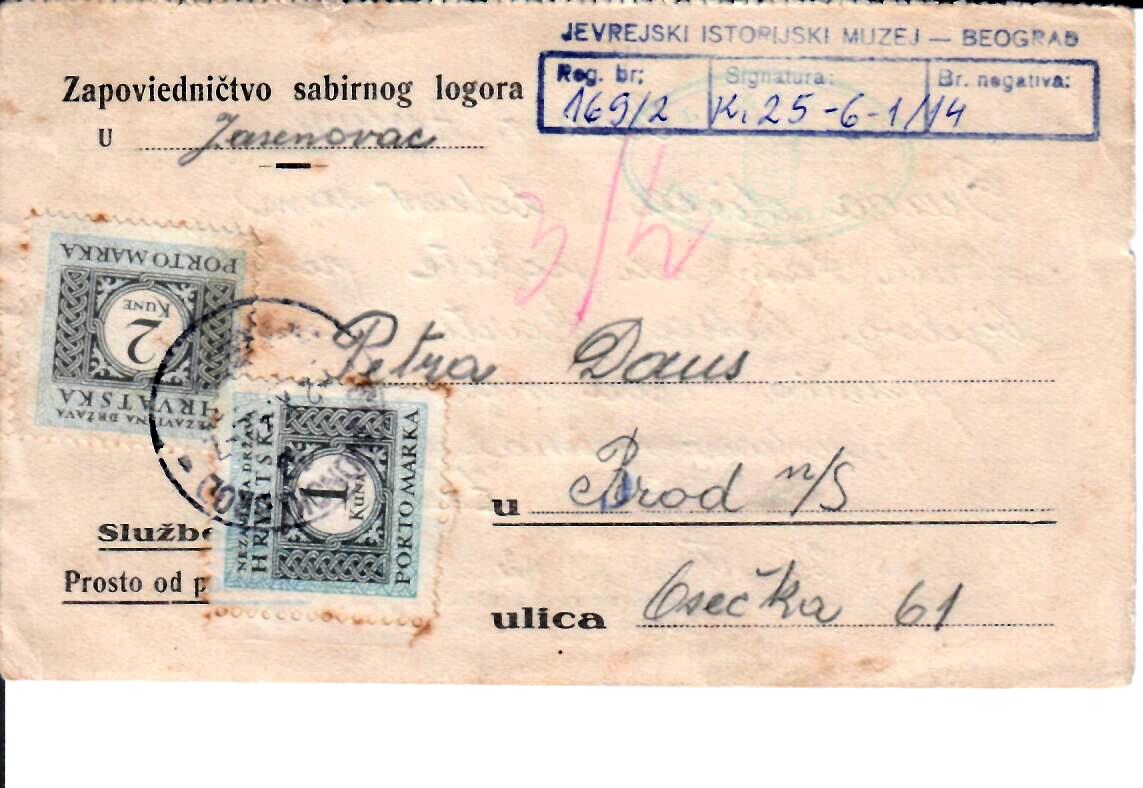 JEVREJSKI ISTORIJSKI MUZEJ — BEOGRAD
Reg. br: Signatura: Br. negativa:
169/2 K. 25-6-1/14
Zapoviedničtvo sabirnog logora
U Jasenovac
PORTO MARKA
2
KUNE
NEZAVISNA DRŽAVA
HRVATSKA
Petra Daus
NEZAVISNA DRŽAVA
HRVATSKA
1
KUNA
PORTO MARKA
u Brod n/S
Službe
Prosto od p
ulica Osečka 61